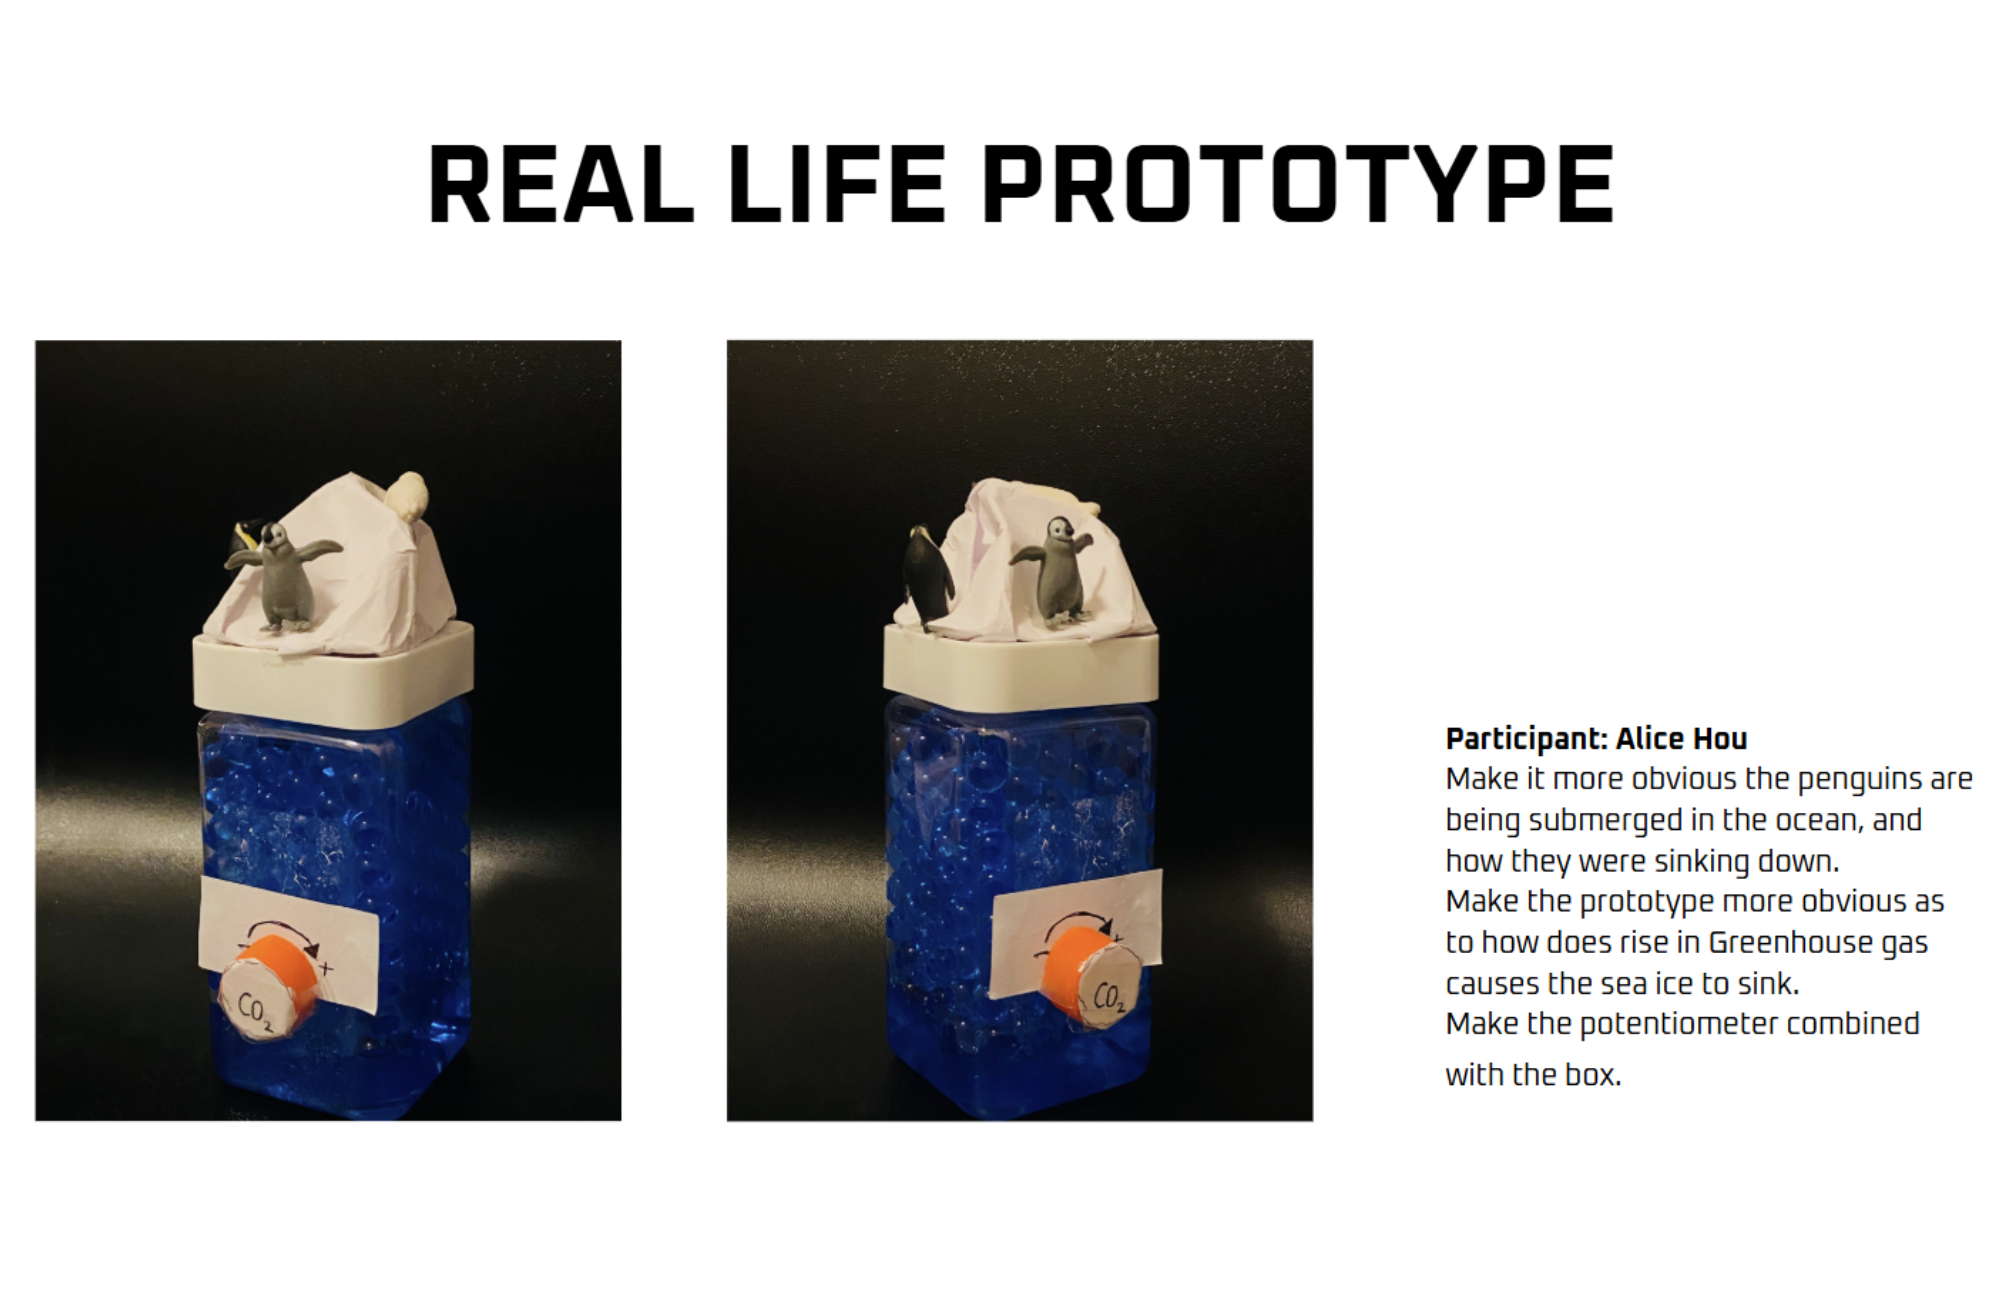 REAL LIFE PROTOTYPE
- +
CO₂
+
CO₂
Participant: Alice Hou
Make it more obvious the penguins are
being submerged in the ocean, and
how they were sinking down.
Make the prototype more obvious as
to how does rise in Greenhouse gas
causes the sea ice to sink.
Make the potentiometer combined
with the box.